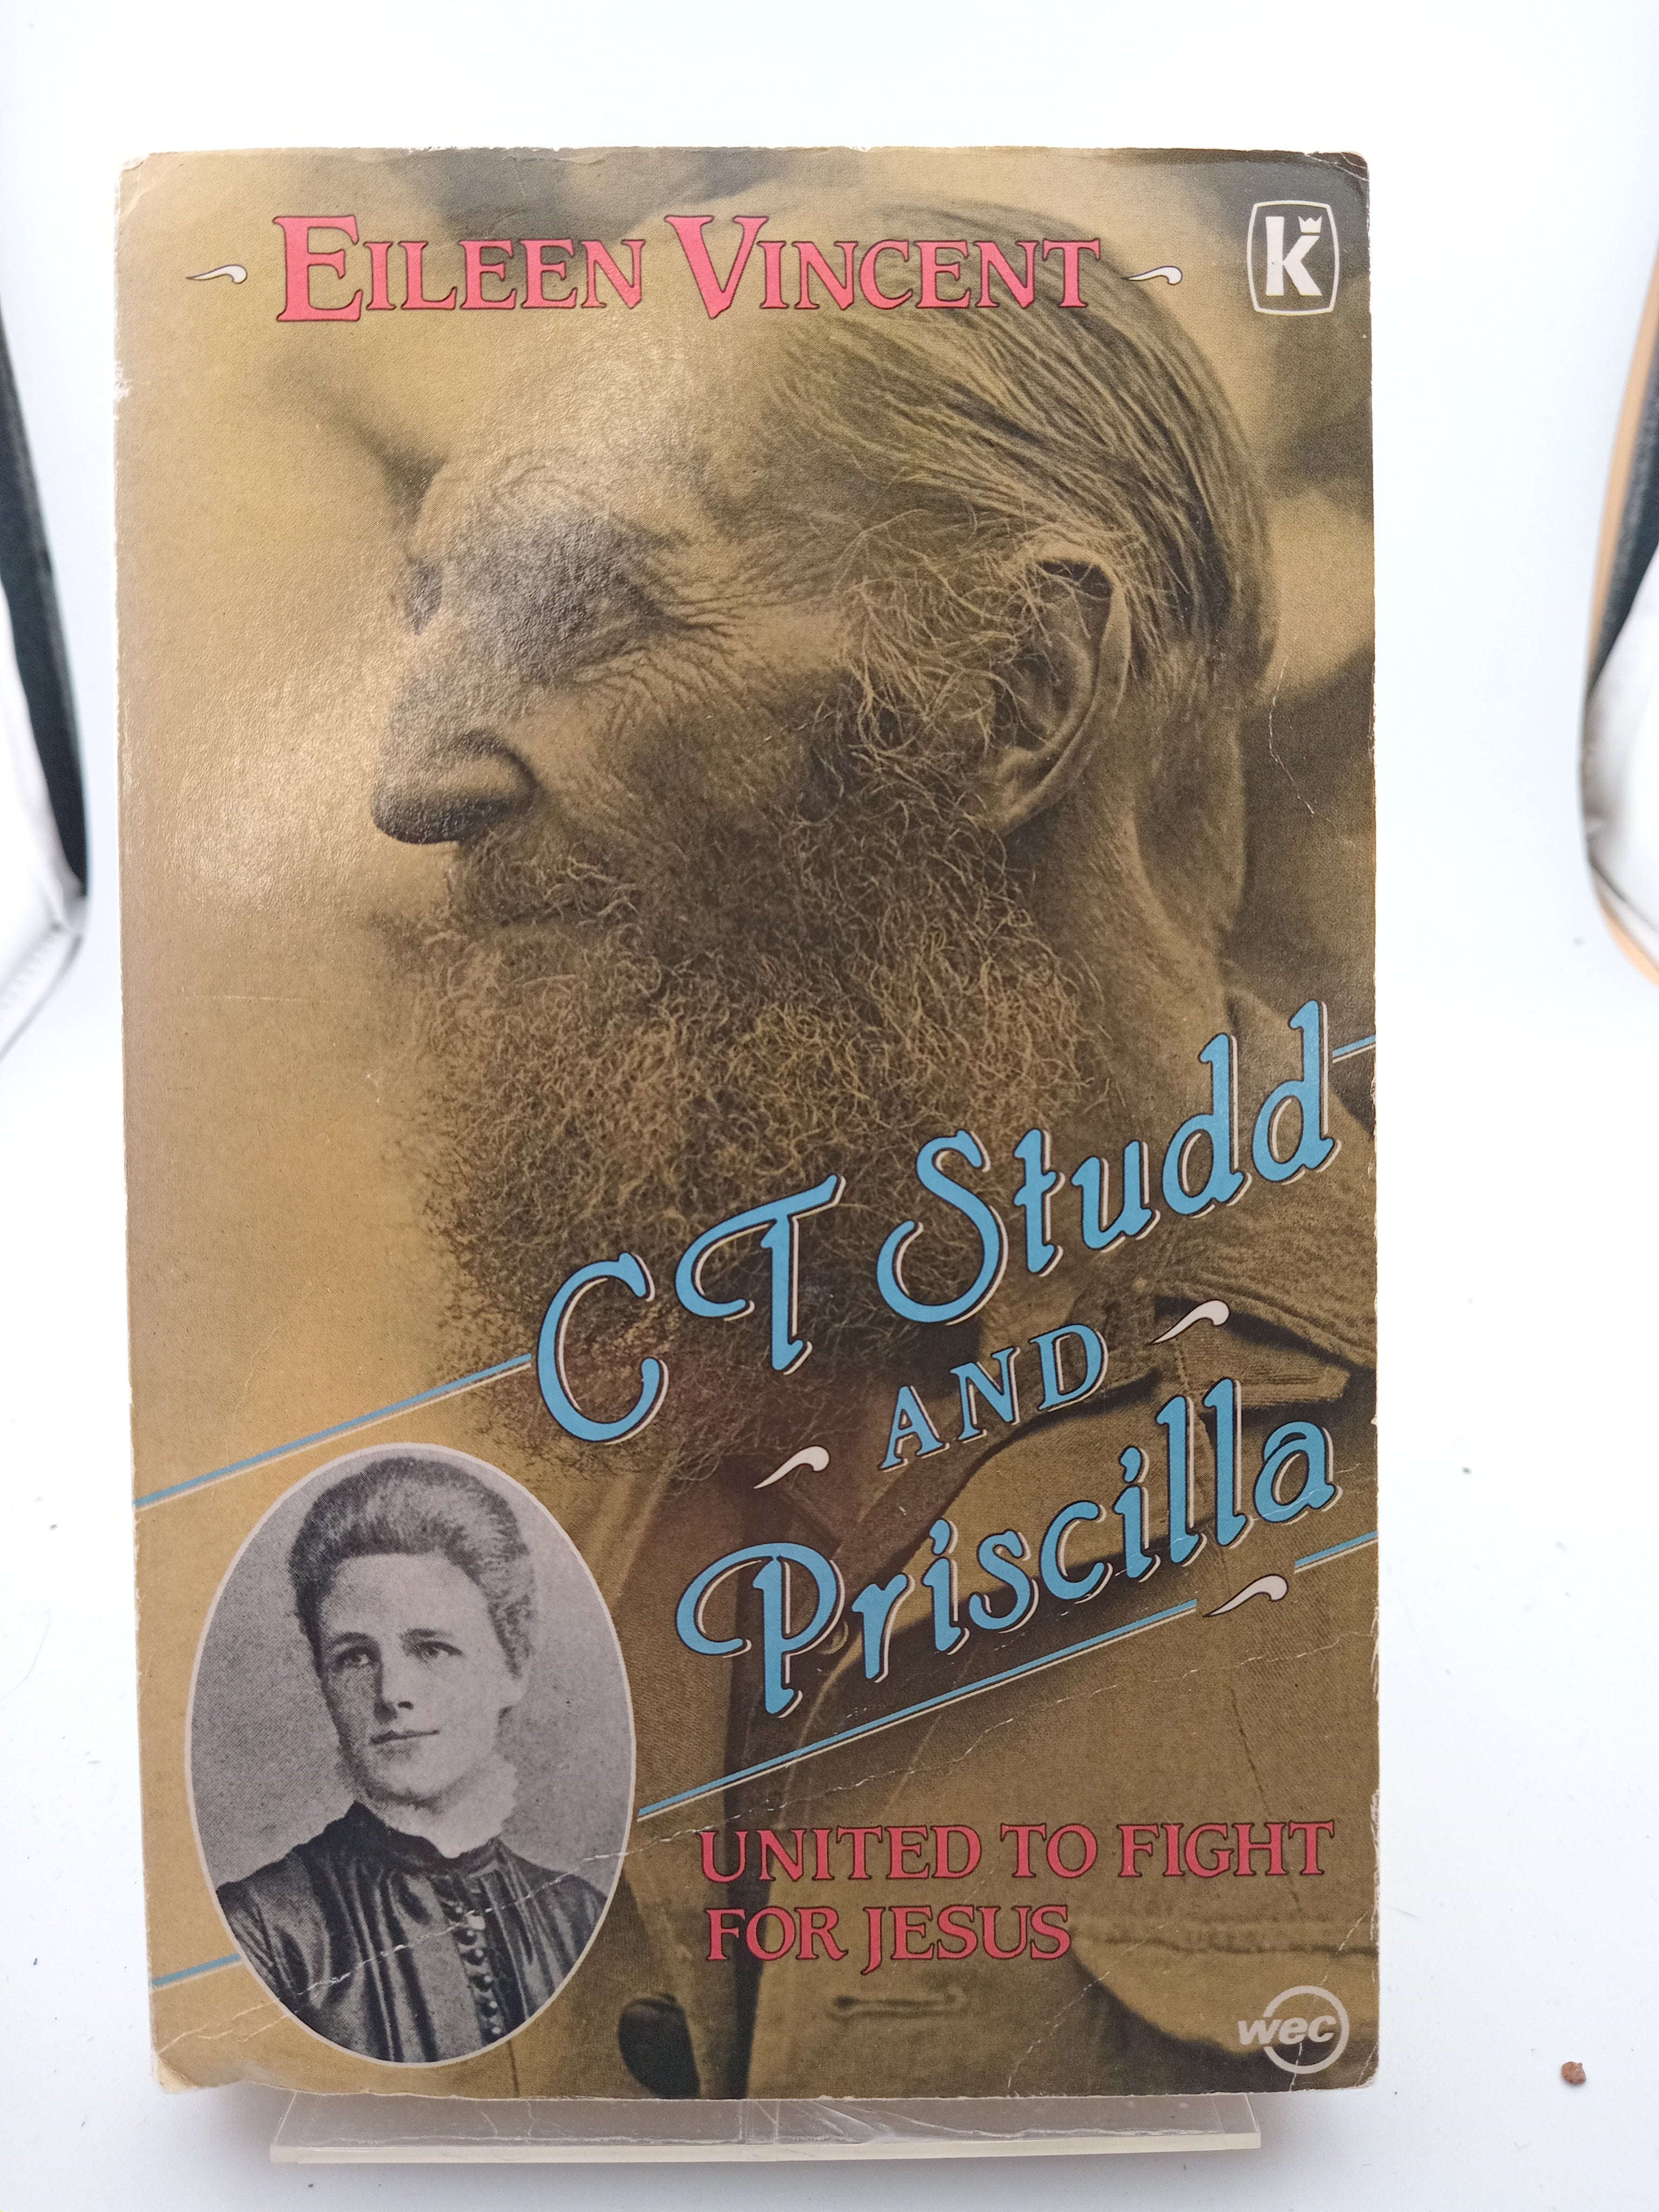 EILEEN VINCENT
K
C T Studd
AND
Priscilla
UNITED TO FIGHT
FOR JESUS
wec